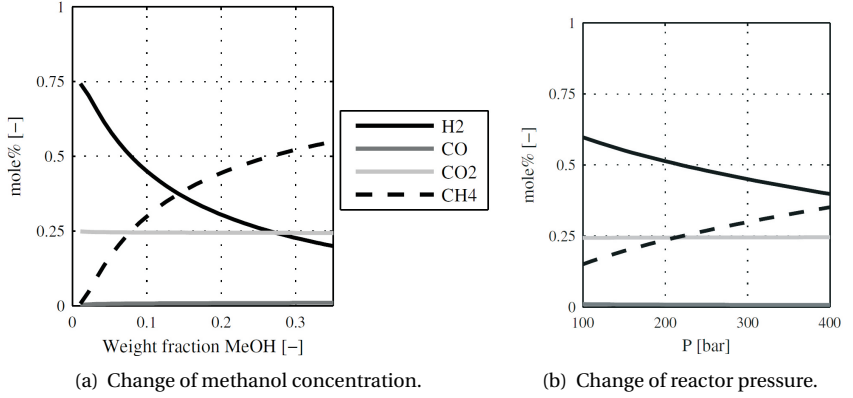 1
0.75
0.5
0.25
0
mole% [−]
0
0.1
0.2
0.3
Weight fraction MeOH [−]
(a) Change of methanol concentration.
H2
CO
CO2
CH4
1
0.75
0.5
0.25
0
mole% [−]
100
200
300
400
P [bar]
(b) Change of reactor pressure.